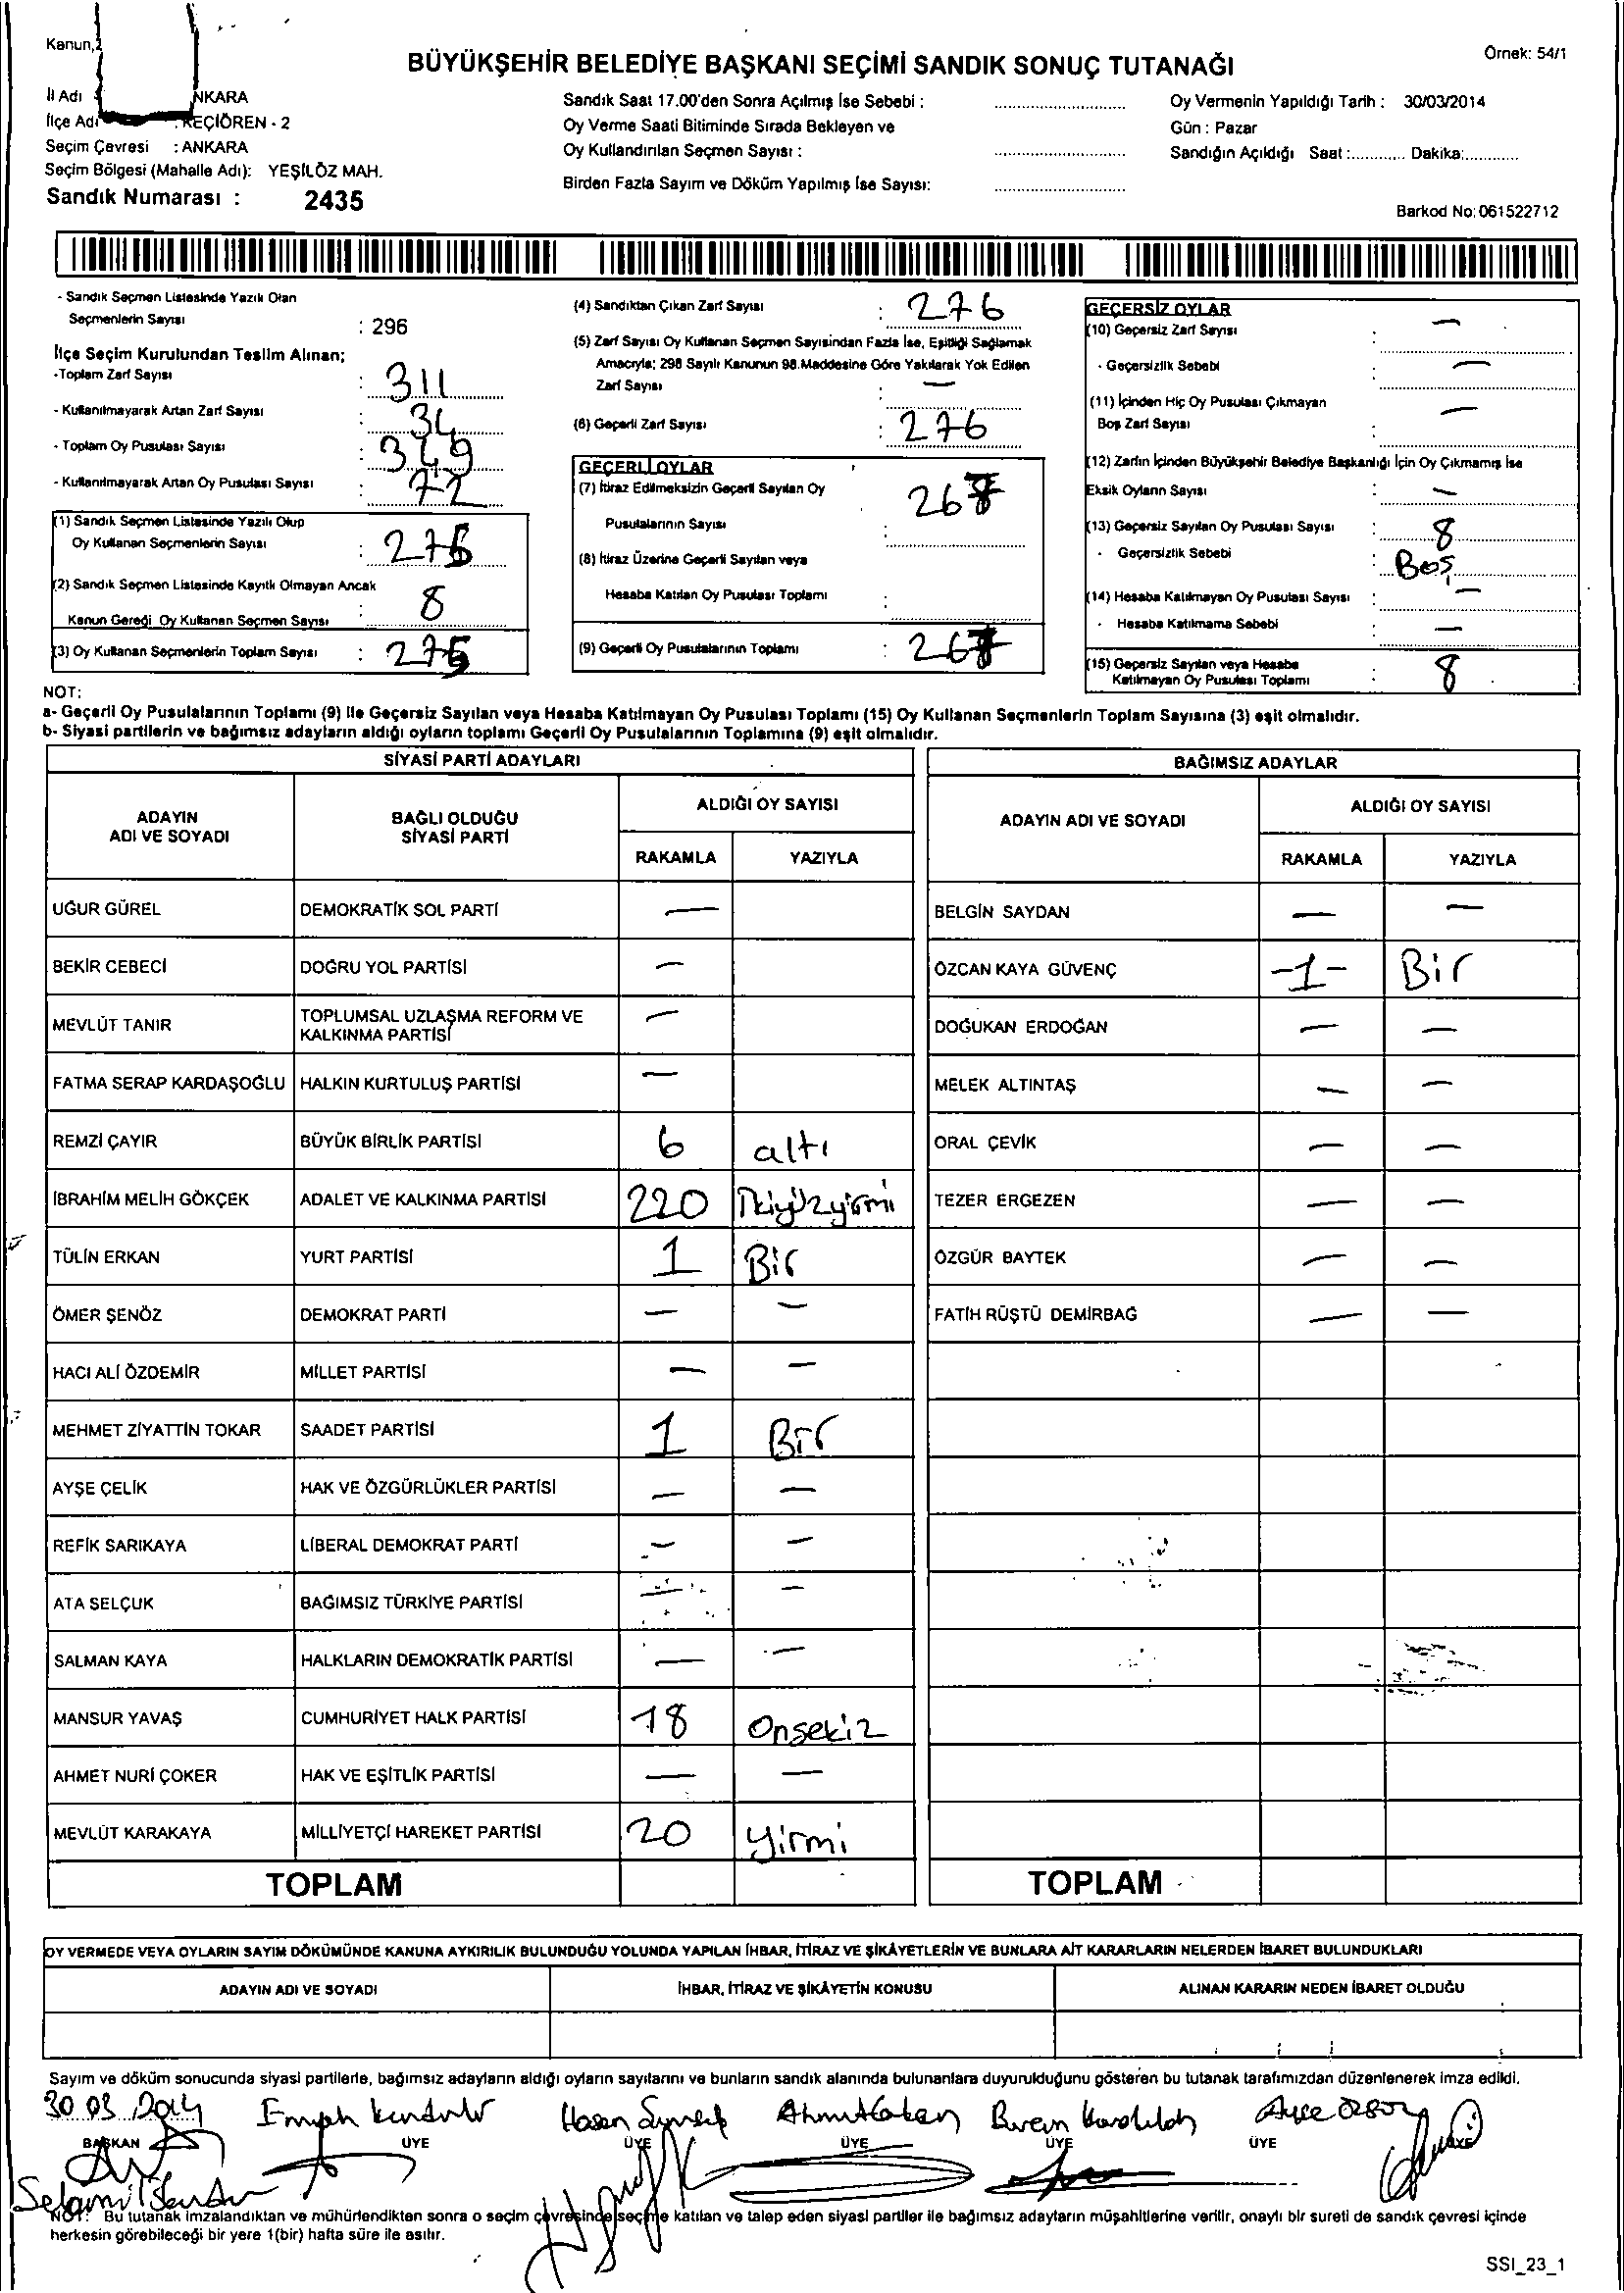 Kanun,
Örnek: 54/1
BÜYÜKŞEHİR BELEDİYE BAŞKANI SEÇİMİ SANDIK SONUÇ TUTANAĞI
İl Adı NKARA
İlçe Adı : KEÇİÖREN - 2
Seçim Çevresi : ANKARA
Seçim Bölgesi (Mahalle Adı): YEŞİLÖZ MAH.
Sandık Numarası : 2435
Sandık Saat 17.00'den Sonra Açılmış İse Sebebi :
Oy Verme Saati Bitiminde Sırada Bekleyen ve
Oy Kullandırılan Seçmen Sayısı :
Birden Fazla Sayım ve Döküm Yapılmış İse Sayısı:
Oy Vermenin Yapıldığı Tarih : 30/03/2014
Gün : Pazar
Sandığın Açıldığı Saat :............ Dakika:............
Barkod No: 061522712
- Sandık Seçmen Listesinde Yazılı Olan
Seçmenlerin Sayısı : 296
İlçe Seçim Kurulundan Teslim Alınan;
-Toplam Zarf Sayısı : 311
- Kullanılmayarak Artan Zarf Sayısı : 34
- Toplam Oy Pusulası Sayısı : 349
- Kullanılmayarak Artan Oy Pusulası Sayısı : 72
(1) Sandık Seçmen Listesinde Yazılı Olup
Oy Kullanan Seçmenlerin Sayısı :
(2) Sandık Seçmen Listesinde Kayıtlı Olmayan Ancak
Kanun Gereği Oy Kullanan Seçmen Sayısı : 8
(3) Oy Kullanan Seçmenlerin Toplam Sayısı :
(4) Sandıktan Çıkan Zarf Sayısı : 276
(5) Zarf Sayısı Oy Kullanan Seçmen Sayısından Fazla İse, Eşitliği Sağlamak
Amacıyla; 298 Sayılı Kanunun 98.Maddesine Göre Yakılarak Yok Edilen
Zarf Sayısı : —
(6) Geçerli Zarf Sayısı : 276
GEÇERLİ OYLAR
(7) İtiraz Edilmeksizin Geçerli Sayılan Oy
Pusulalarının Sayısı :
(8) İtiraz Üzerine Geçerli Sayılan veya
Hesaba Katılan Oy Pusulası Toplamı :
(9) Geçerli Oy Pusulalarının Toplamı :
GEÇERSİZ OYLAR
(10) Geçersiz Zarf Sayısı : —
- Geçersizlik Sebebi : —
(11) İçinden Hiç Oy Pusulası Çıkmayan
Boş Zarf Sayısı : —
(12) Zarfın İçinden Büyükşehir Belediye Başkanlığı İçin Oy Çıkmamış İse
Eksik Oyların Sayısı : —
(13) Geçersiz Sayılan Oy Pusulası Sayısı : 8
- Geçersizlik Sebebi : Boş
(14) Hesaba Katılmayan Oy Pusulası Sayısı : —
- Hesaba Katılmama Sebebi : —
(15) Geçersiz Sayılan veya Hesaba
Katılmayan Oy Pusulası Toplamı : 8
NOT:
a- Geçerli Oy Pusulalarının Toplamı (9) ile Geçersiz Sayılan veya Hesaba Katılmayan Oy Pusulası Toplamı (15) Oy Kullanan Seçmenlerin Toplam Sayısına (3) eşit olmalıdır.
b- Siyasi partilerin ve bağımsız adayların aldığı oyların toplamı Geçerli Oy Pusulalarının Toplamına (9) eşit olmalıdır.
SİYASİ PARTİ ADAYLARI
ADAYIN ADI VE SOYADI
BAĞLI OLDUĞU SİYASİ PARTİ
ALDIĞI OY SAYISI
RAKAMLA YAZIYLA
UĞUR GÜREL DEMOKRATİK SOL PARTİ —
BEKİR CEBECİ DOĞRU YOL PARTİSİ —
MEVLÜT TANIR TOPLUMSAL UZLAŞMA REFORM VE KALKINMA PARTİSİ —
FATMA SERAP KARDAŞOĞLU HALKIN KURTULUŞ PARTİSİ —
REMZİ ÇAYIR BÜYÜK BİRLİK PARTİSİ 6 altı
İBRAHİM MELİH GÖKÇEK ADALET VE KALKINMA PARTİSİ 220 İkiyüzyirmi
TÜLİN ERKAN YURT PARTİSİ 1 Bir
ÖMER ŞENÖZ DEMOKRAT PARTİ — —
HACI ALİ ÖZDEMİR MİLLET PARTİSİ — —
MEHMET ZİYATTİN TOKAR SAADET PARTİSİ 1 Bir
AYŞE ÇELİK HAK VE ÖZGÜRLÜKLER PARTİSİ — —
REFİK SARIKAYA LİBERAL DEMOKRAT PARTİ — —
ATA SELÇUK BAĞIMSIZ TÜRKİYE PARTİSİ — —
SALMAN KAYA HALKLARIN DEMOKRATİK PARTİSİ — —
MANSUR YAVAŞ CUMHURİYET HALK PARTİSİ 18 Onsekiz
AHMET NURİ ÇOKER HAK VE EŞİTLİK PARTİSİ — —
MEVLÜT KARAKAYA MİLLİYETÇİ HAREKET PARTİSİ 20 yirmi
TOPLAM
BAĞIMSIZ ADAYLAR
ADAYIN ADI VE SOYADI
ALDIĞI OY SAYISI
RAKAMLA YAZIYLA
BELGİN SAYDAN — —
ÖZCAN KAYA GÜVENÇ -1- Bir
DOĞUKAN ERDOĞAN — —
MELEK ALTINTAŞ — —
ORAL ÇEVİK — —
TEZER ERGEZEN — —
ÖZGÜR BAYTEK — —
FATİH RÜŞTÜ DEMİRBAĞ — —
TOPLAM
OY VERMEDE VEYA OYLARIN SAYIM DÖKÜMÜNDE KANUNA AYKIRILIK BULUNDUĞU YOLUNDA YAPILAN İHBAR, İTİRAZ VE ŞİKÂYETLERİN VE BUNLARA AİT KARARLARIN NELERDEN İBARET BULUNDUKLARI
ADAYIN ADI VE SOYADI
İHBAR, İTİRAZ VE ŞİKÂYETİN KONUSU
ALINAN KARARIN NEDEN İBARET OLDUĞU
Sayım ve döküm sonucunda siyasi partilerle, bağımsız adayların aldığı oyların sayılarını ve bunların sandık alanında bulunanlara duyurulduğunu gösteren bu tutanak tarafımızdan düzenlenerek imza edildi.
30 03 2014
BAŞKAN ÜYE ÜYE ÜYE ÜYE ÜYE ÜYE
NOT: Bu tutanak imzalandıktan ve mühürlendikten sonra o seçim çevresinde seçime katılan ve talep eden siyasi partiler ile bağımsız adayların müşahitlerine verilir, onaylı bir sureti de sandık çevresi içinde
herkesin görebileceği bir yere 1(bir) hafta süre ile asılır.
SSI_23_1